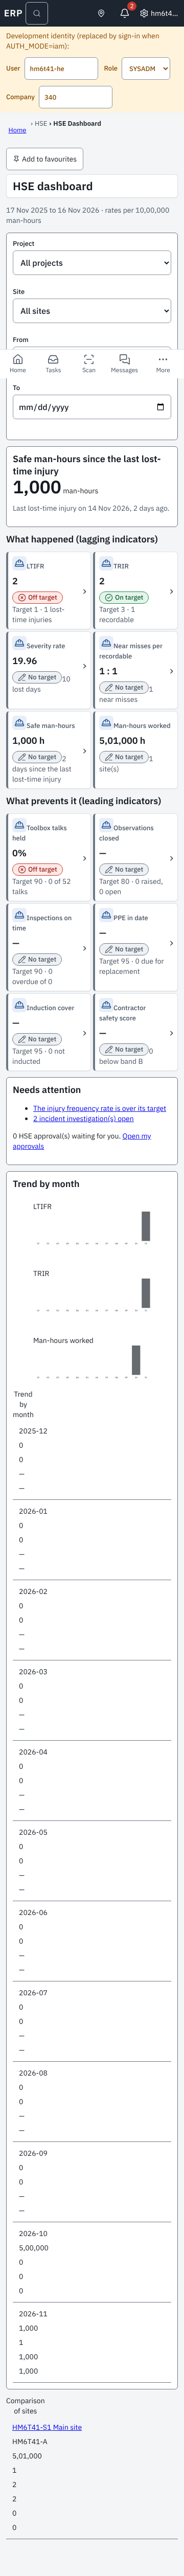 ERP
2
hm6t4...
Development identity (replaced by sign-in when
AUTH_MODE=iam):
User hm6t41-he Role SYSADM
Company 340
Home › HSE › HSE Dashboard
Add to favourites
HSE dashboard
17 Nov 2025 to 16 Nov 2026 · rates per 10,00,000
man-hours
Project
All projects
Site
All sites
From
Home Tasks Scan Messages More
To
mm/dd/yyyy
Safe man-hours since the last lost-
time injury
1,000 man-hours
Last lost-time injury on 14 Nov 2026, 2 days ago.
What happened (lagging indicators)
LTIFR
2
Off target
Target 1 · 1 lost-
time injuries
TRIR
2
On target
Target 3 · 1
recordable
Severity rate
19.96
No target 10
lost days
Near misses per
recordable
1 : 1
No target 1
near misses
Safe man-hours
1,000 h
No target 2
days since the last
lost-time injury
Man-hours worked
5,01,000 h
No target 1
site(s)
What prevents it (leading indicators)
Toolbox talks
held
0%
Off target
Target 90 · 0 of 52
talks
Observations
closed
—
No target
Target 80 · 0 raised,
0 open
Inspections on
time
—
No target
Target 90 · 0
overdue of 0
PPE in date
—
No target
Target 95 · 0 due for
replacement
Induction cover
—
No target
Target 95 · 0 not
inducted
Contractor
safety score
—
No target 0
below band B
Needs attention
The injury frequency rate is over its target
2 incident investigation(s) open
0 HSE approval(s) waiting for you. Open my
approvals
Trend by month
LTIFR
TRIR
Man-hours worked
Trend
by
month
2025-12
0
0
—
—
2026-01
0
0
—
—
2026-02
0
0
—
—
2026-03
0
0
—
—
2026-04
0
0
—
—
2026-05
0
0
—
—
2026-06
0
0
—
—
2026-07
0
0
—
—
2026-08
0
0
—
—
2026-09
0
0
—
—
2026-10
5,00,000
0
0
0
2026-11
1,000
1
1,000
1,000
Comparison
of sites
HM6T41-S1 Main site
HM6T41-A
5,01,000
1
2
2
0
0